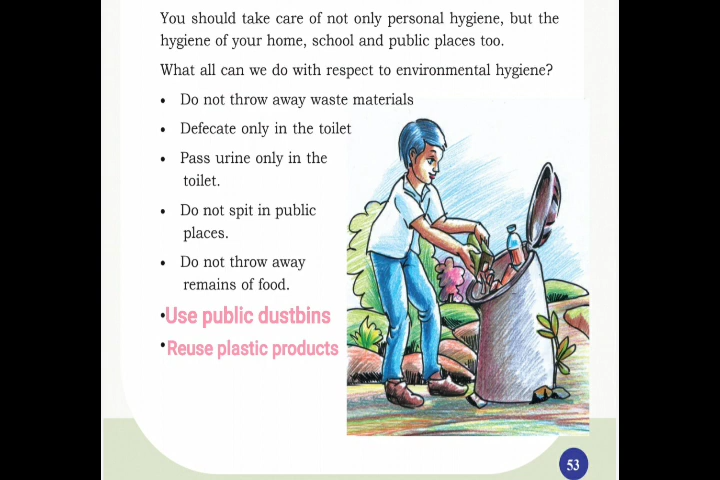 You should take care of not only personal hygiene, but the
hygiene of your home, school and public places too.
What all can we do with respect to environmental hygiene?
• Do not throw away waste materials
• Defecate only in the toilet
• Pass urine only in the
toilet.
• Do not spit in public
places.
• Do not throw away
remains of food.
•Use public dustbins
•Reuse plastic products
53